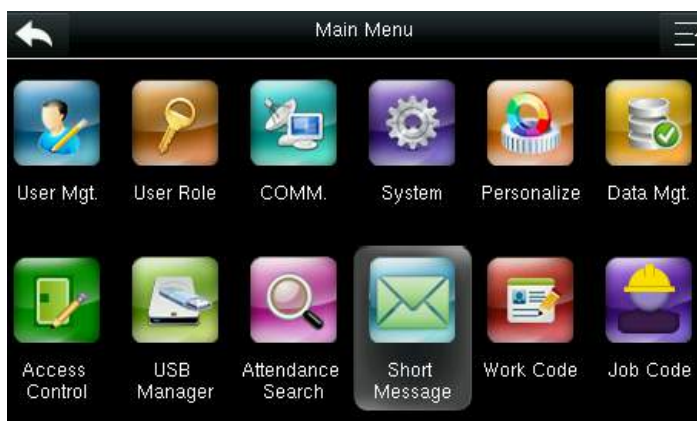 Main Menu
User Mgt. User Role COMM. System Personalize Data Mgt.
Access Control USB Manager Attendance Search Short Message Work Code Job Code